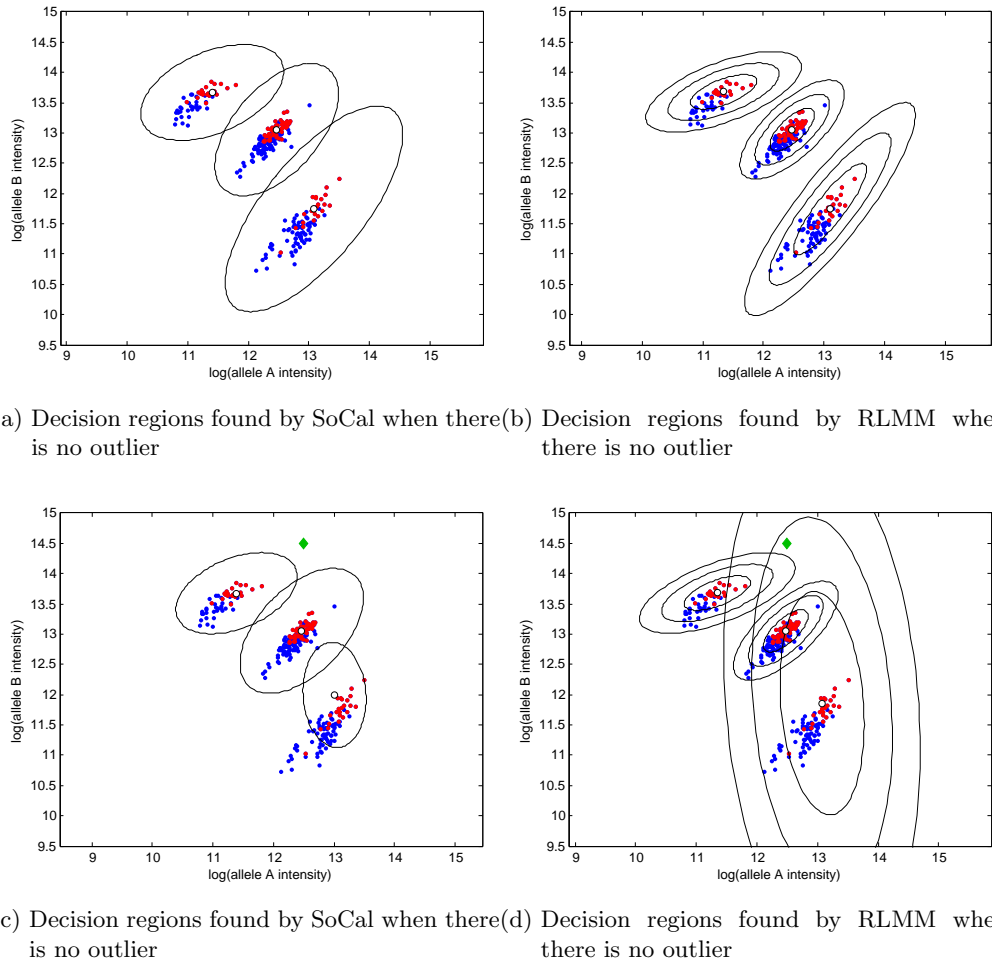 15
14.5
14
13.5
13
12.5
12
11.5
11
10.5
10
9.5
log(allele B intensity)
9 10 11 12 13 14 15
log(allele A intensity)
15
14.5
14
13.5
13
12.5
12
11.5
11
10.5
10
9.5
log(allele B intensity)
9 10 11 12 13 14 15
log(allele A intensity)
a) Decision regions found by SoCal when there
is no outlier
(b) Decision regions found by RLMM whe
there is no outlier
15
14.5
14
13.5
13
12.5
12
11.5
11
10.5
10
9.5
log(allele B intensity)
9 10 11 12 13 14 15
log(allele A intensity)
15
14.5
14
13.5
13
12.5
12
11.5
11
10.5
10
9.5
log(allele B intensity)
9 10 11 12 13 14 15
log(allele A intensity)
c) Decision regions found by SoCal when there
is no outlier
(d) Decision regions found by RLMM whe
there is no outlier